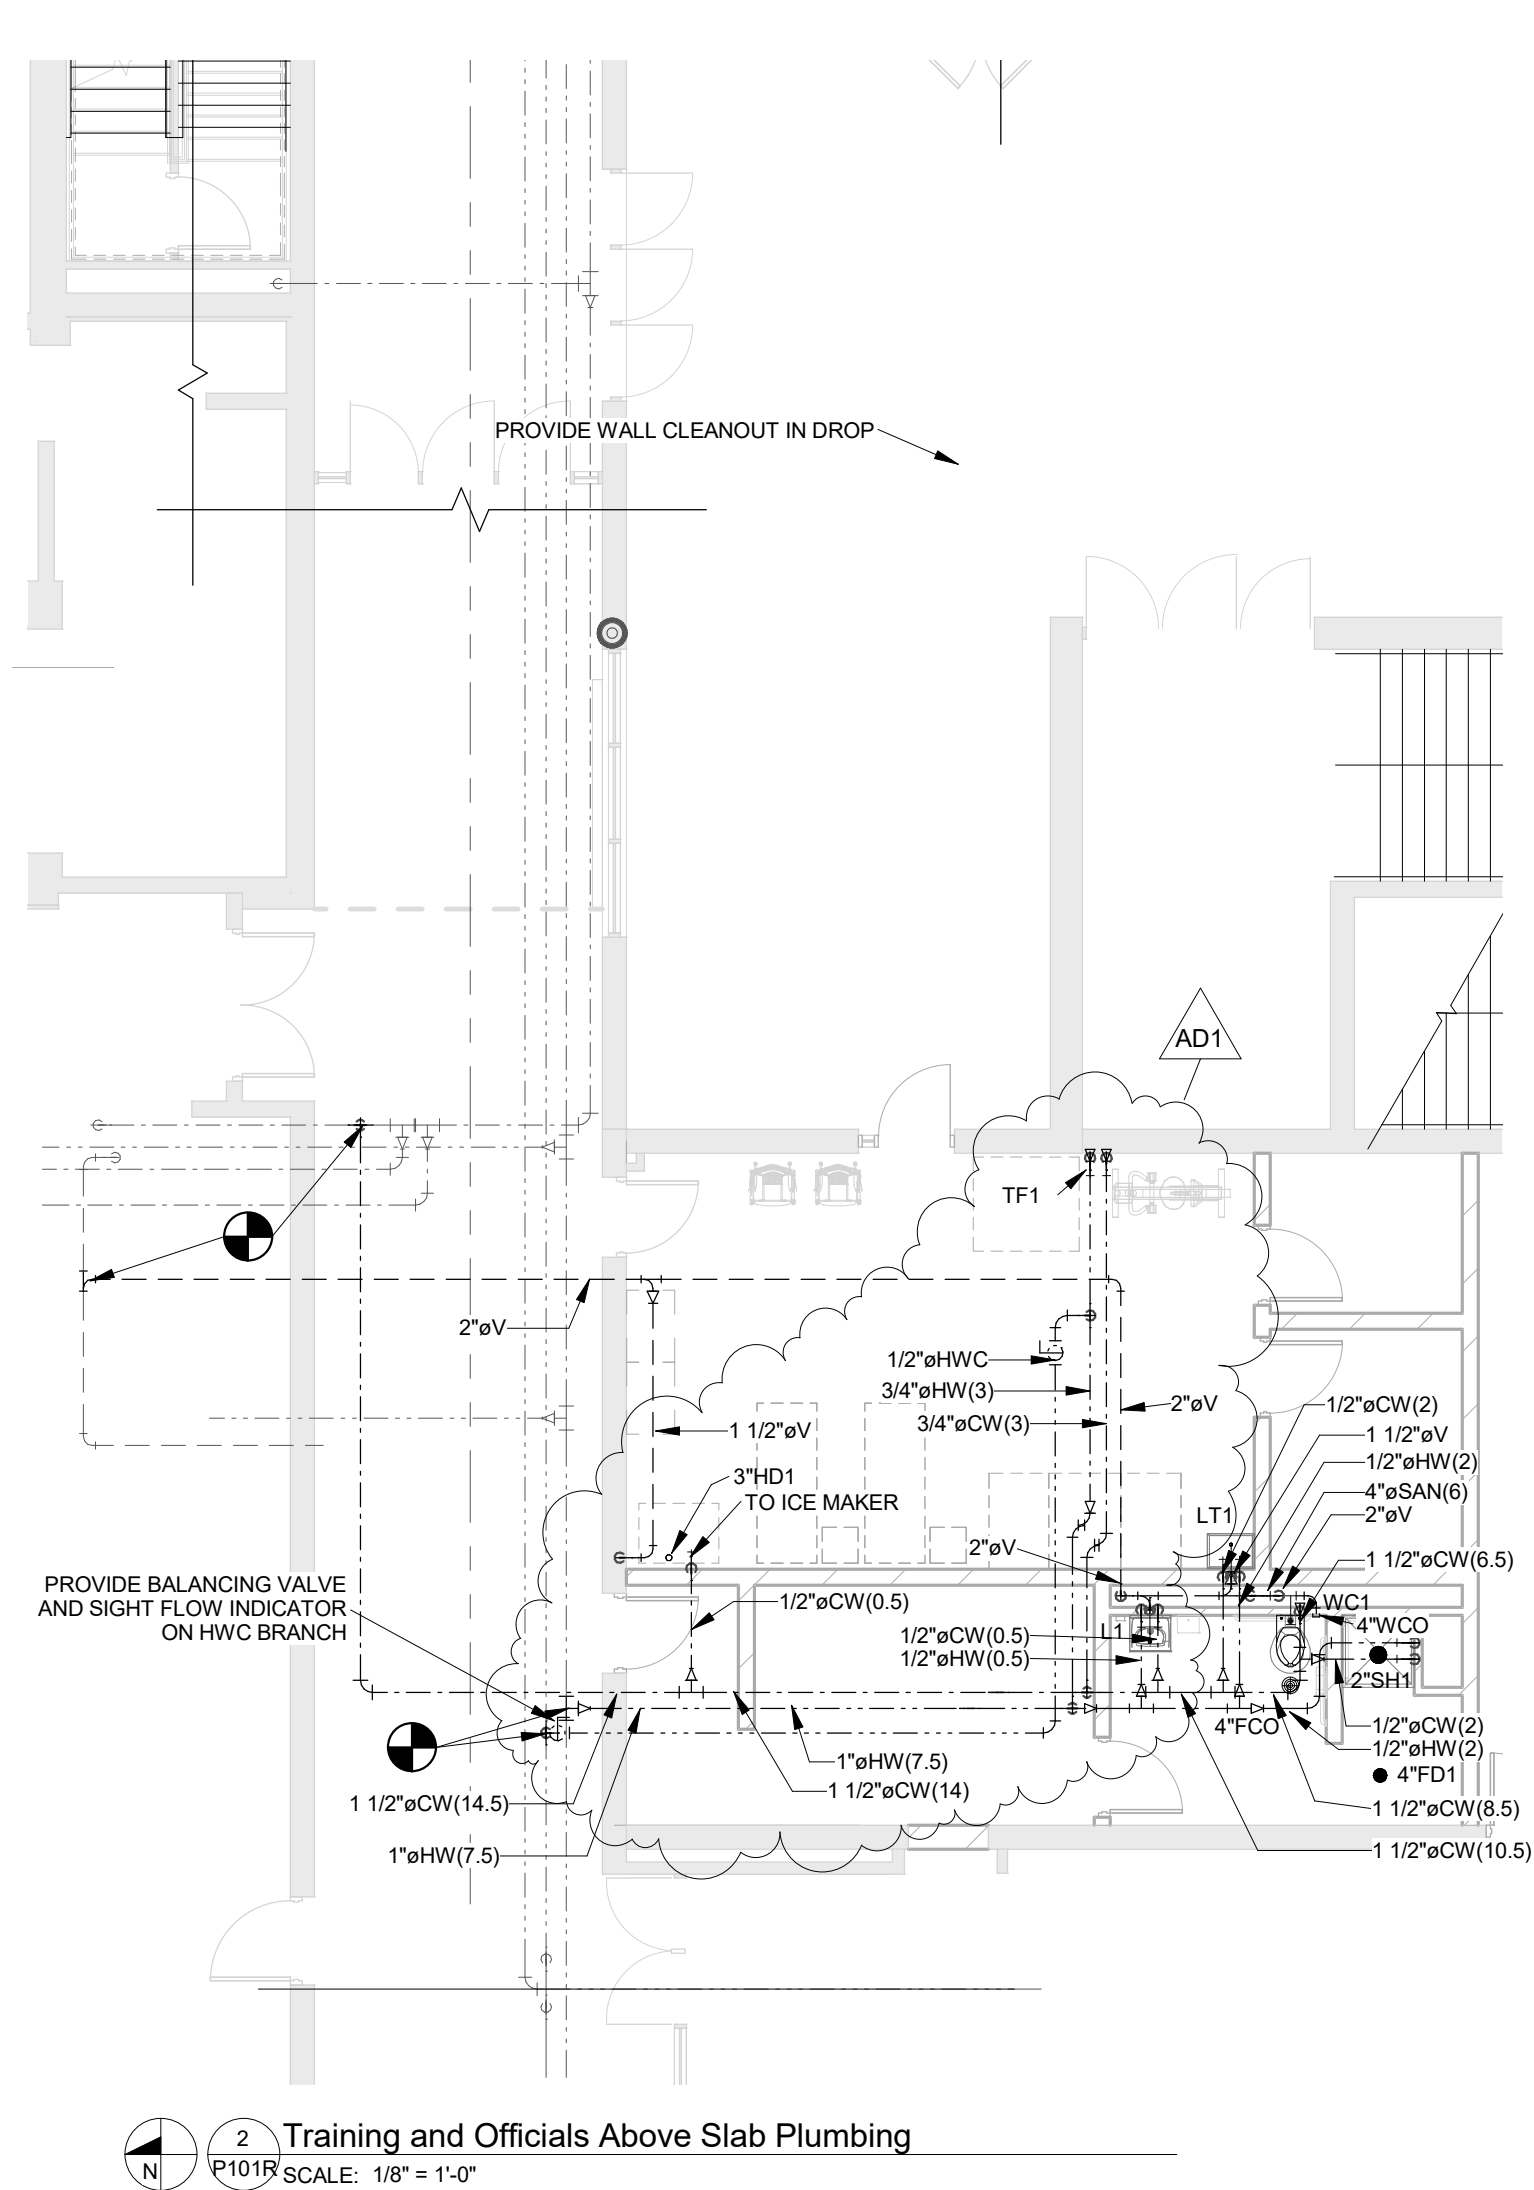 PROVIDE WALL CLEANOUT IN DROP
AD1
TF1
2"øV
1/2"øHWC
3/4"øHW(3)
3/4"øCW(3)
2"øV
1/2"øCW(2)
1 1/2"øV
1 1/2"øV
1/2"øHW(2)
3"HD1
TO ICE MAKER
4"øSAN(6)
LT1
2"øV
2"øV
1 1/2"øCW(6.5)
PROVIDE BALANCING VALVE
AND SIGHT FLOW INDICATOR
ON HWC BRANCH
1/2"øCW(0.5)
WC1
4"WCO
L1
1/2"øCW(0.5)
1/2"øHW(0.5)
2"SH1
4"FCO
1/2"øCW(2)
1/2"øHW(2)
1"øHW(7.5)
4"FD1
1 1/2"øCW(14)
1 1/2"øCW(14.5)
1 1/2"øCW(8.5)
1"øHW(7.5)
1 1/2"øCW(10.5)
N
2
P101R
Training and Officials Above Slab Plumbing
SCALE: 1/8" = 1'-0"